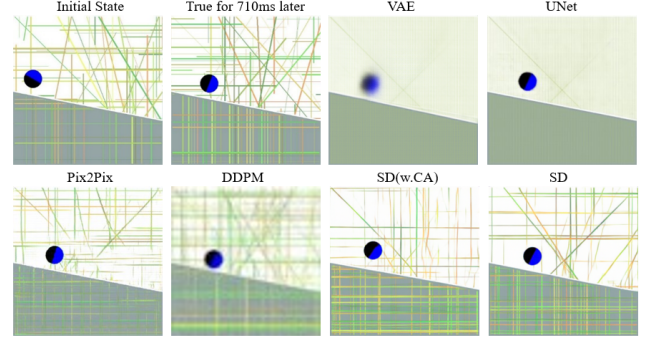 Initial State
True for 710ms later
VAE
UNet
Pix2Pix
DDPM
SD(w.CA)
SD